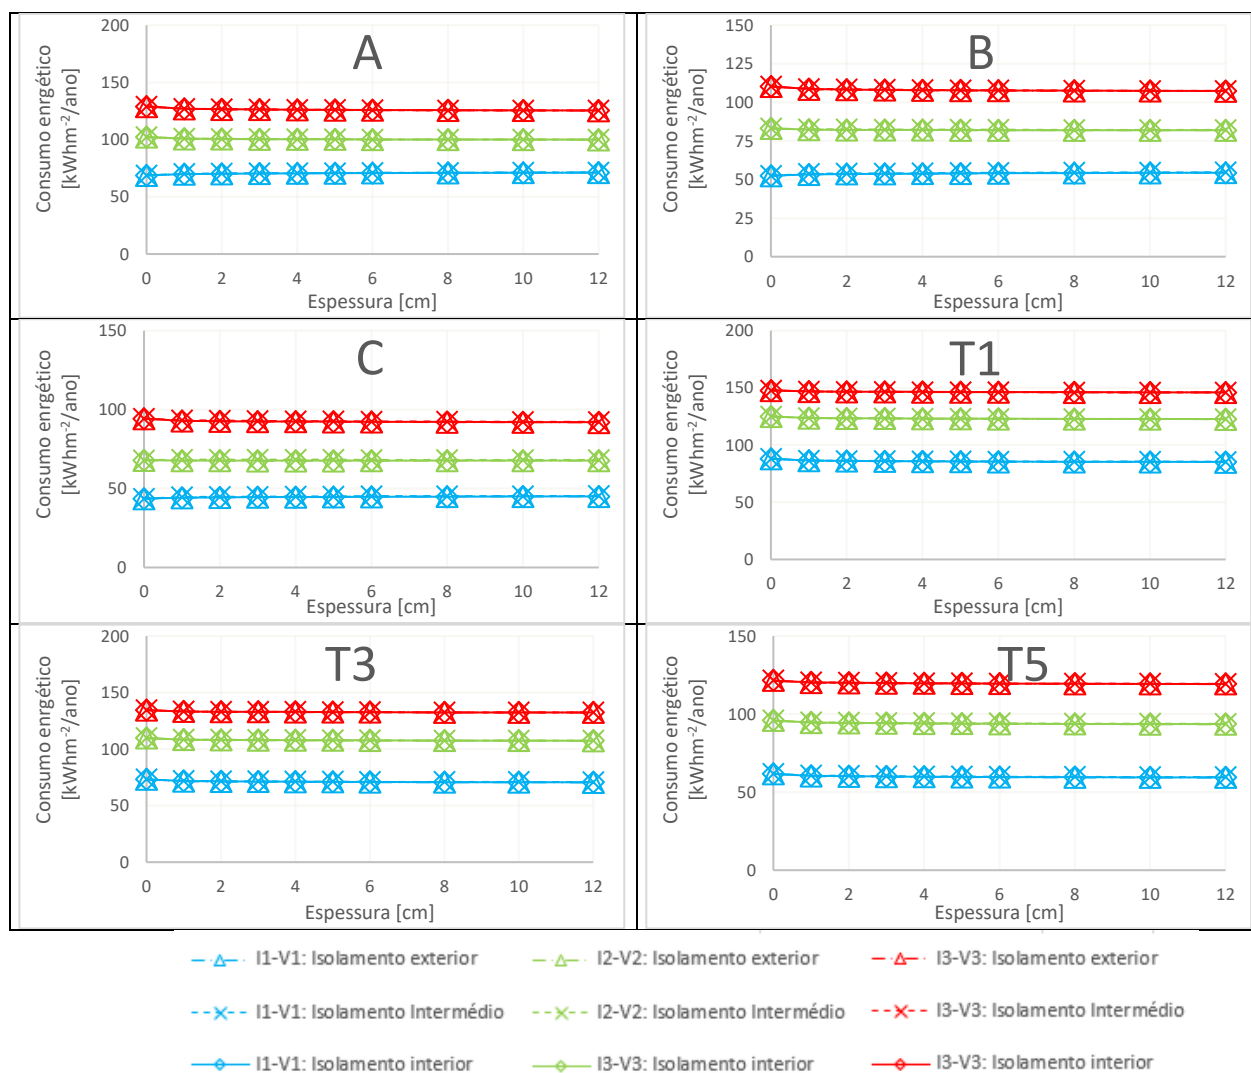 A
Consumo enrgético
[kWhm⁻²/ano]
200
150
100
50
0
0 2 4 6 8 10 12
Espessura [cm]
B
Consumo enrgético
[kWhm⁻²/ano]
150
125
100
75
50
25
0
0 2 4 6 8 10 12
Espessura [cm]
C
Consumo enrgético
[kWhm⁻²/ano]
150
100
50
0
0 2 4 6 8 10 12
Espessura [cm]
T1
Consumo enrgético
[kWhm⁻²/ano]
200
150
100
50
0
0 2 4 6 8 10 12
Espessura [cm]
T3
Consumo enrgético
[kWhm⁻²/ano]
200
150
100
50
0
0 2 4 6 8 10 12
Espessura [cm]
T5
Consumo enrgético
[kWhm⁻²/ano]
150
100
50
0
0 2 4 6 8 10 12
Espessura [cm]
I1-V1: Isolamento exterior I2-V2: Isolamento exterior I3-V3: Isolamento exterior
I1-V1: Isolamento Intermédio I2-V2: Isolamento Intermédio I3-V3: Isolamento Intermédio
I1-V1: Isolamento interior I3-V3: Isolamento interior I3-V3: Isolamento interior